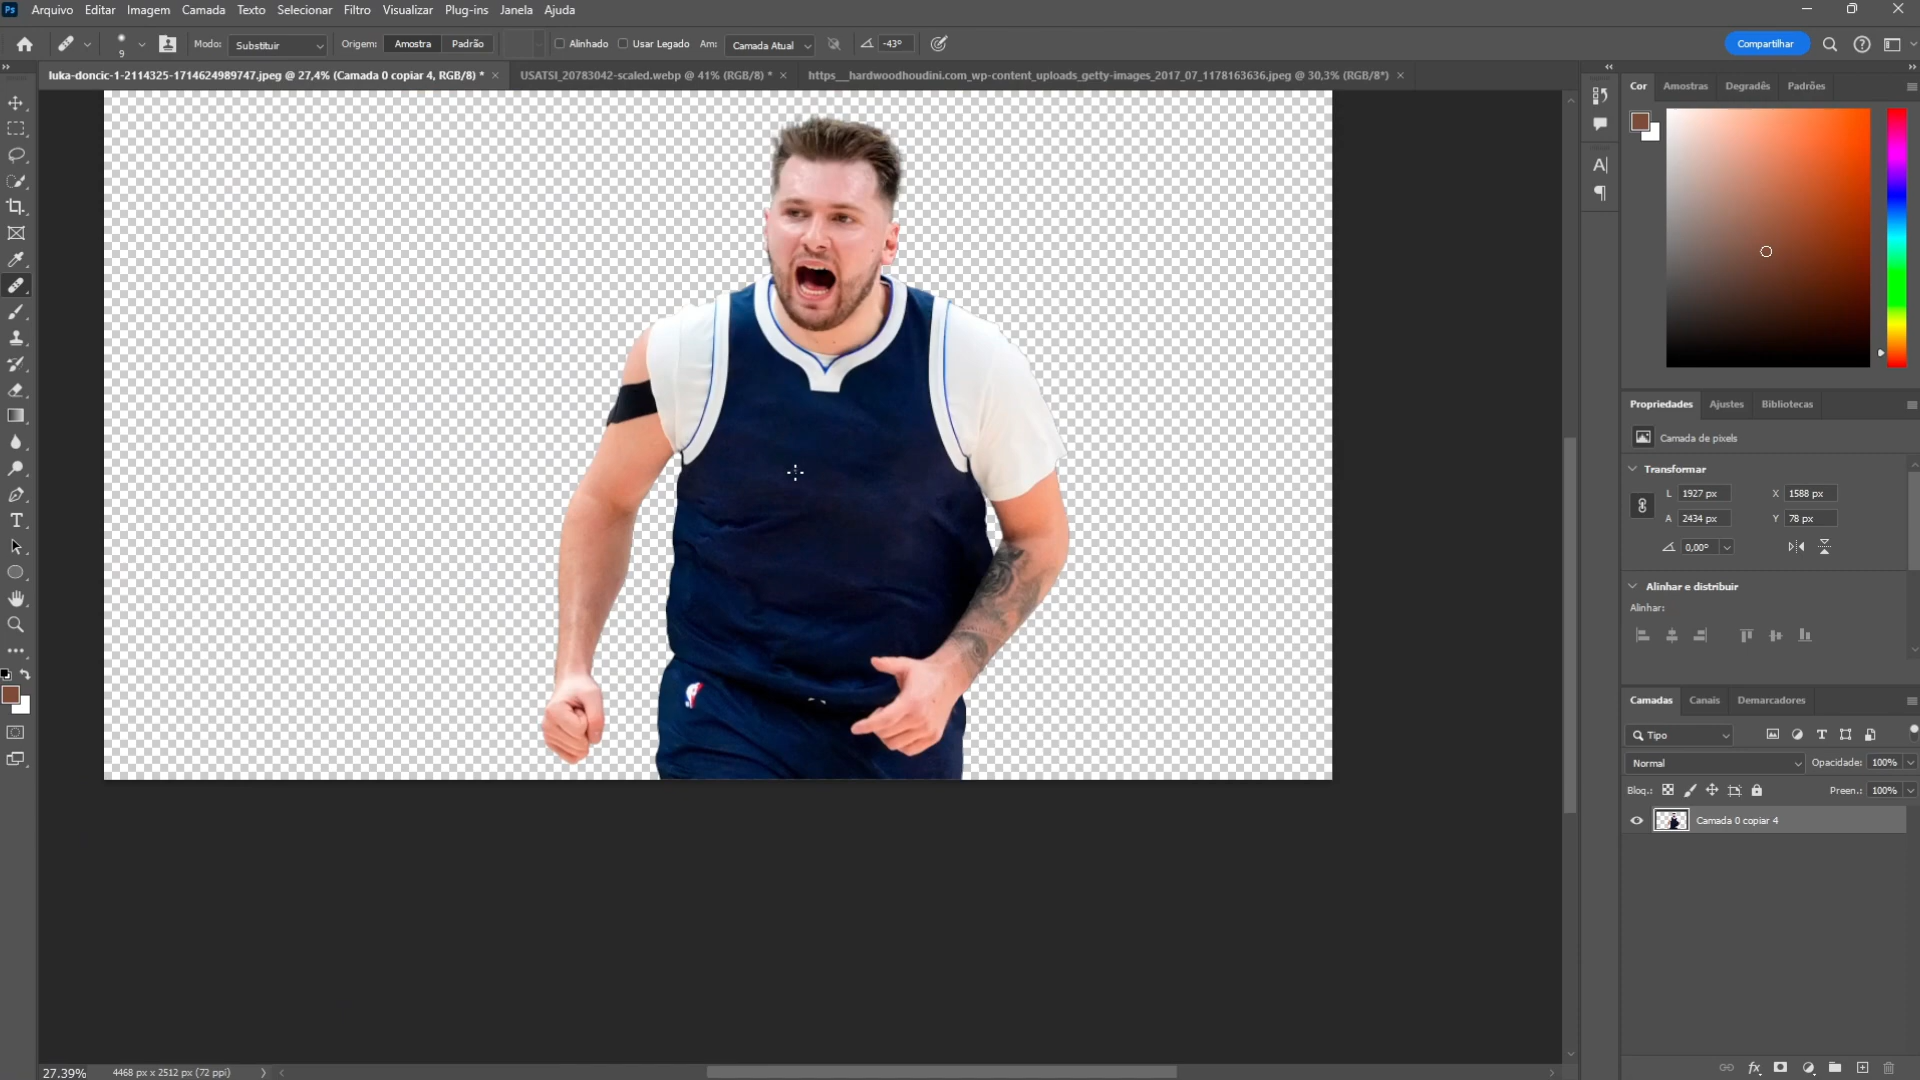 Ps Arquivo Editar Imagem Camada Texto Selecionar Filtro Visualizar Plug-ins Janela Ajuda
9 Modo: Substituir Origem: Amostra Padrão Alinhado Usar Legado Am: Camada Atual -43° Compartilhar
luka-doncic-1-2114325-1714624989747.jpeg @ 27,4% (Camada 0 copiar 4, RGB/8) * USATSI_20783042-scaled.webp @ 41% (RGB/8) * https__hardwoodhoudini.com_wp-content_uploads_getty-images_2017_07_1178163636.jpeg @ 30,3% (RGB/8*)
Cor Amostras Degradês Padrões
Propriedades Ajustes Bibliotecas
Camada de pixels
Transformar
L 1927 px X 1588 px
A 2434 px Y 78 px
0,00°
Alinhar e distribuir
Alinhar:
Camadas Canais Demarcadores
Tipo
Normal Opacidade: 100%
Bloq.: Preen.: 100%
Camada 0 copiar 4
27,39% 4468 px x 2512 px (72 ppi)